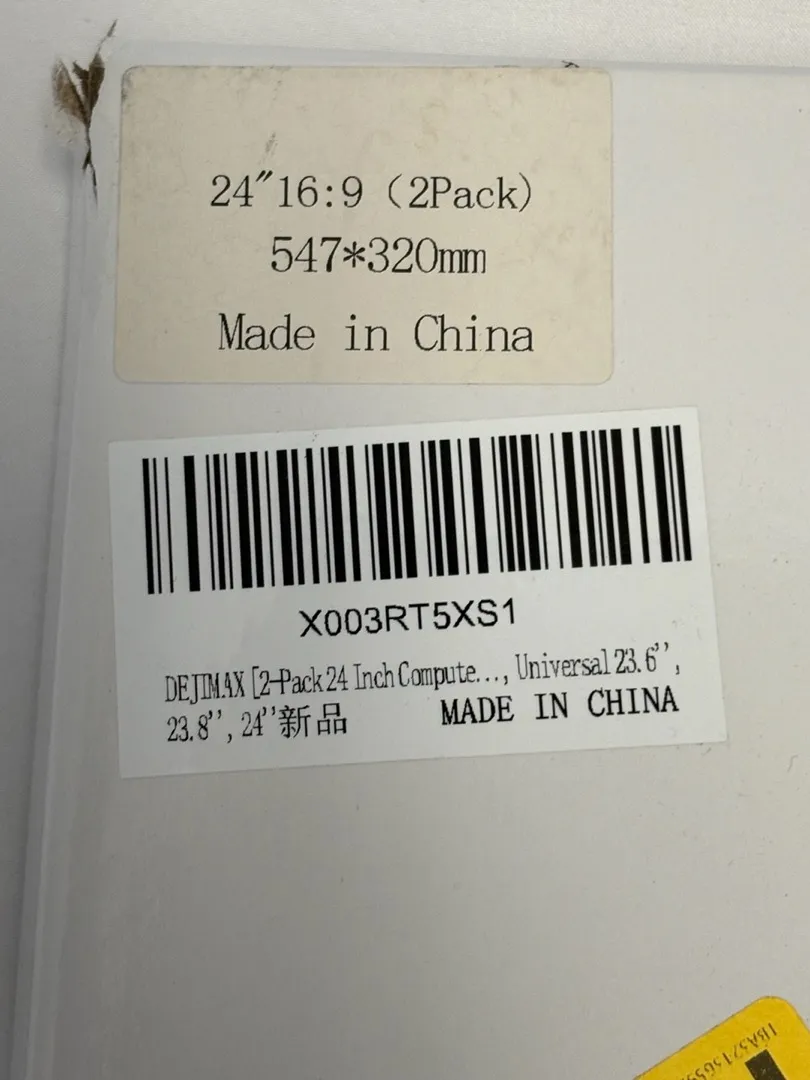 24"16:9 (2Pack)
547*320mm
Made in China
X003RT5XS1
DEJIMAX [2-Pack 24 Inch Compute..., Universal 23.6'',
23.8'', 24''新品 MADE IN CHINA